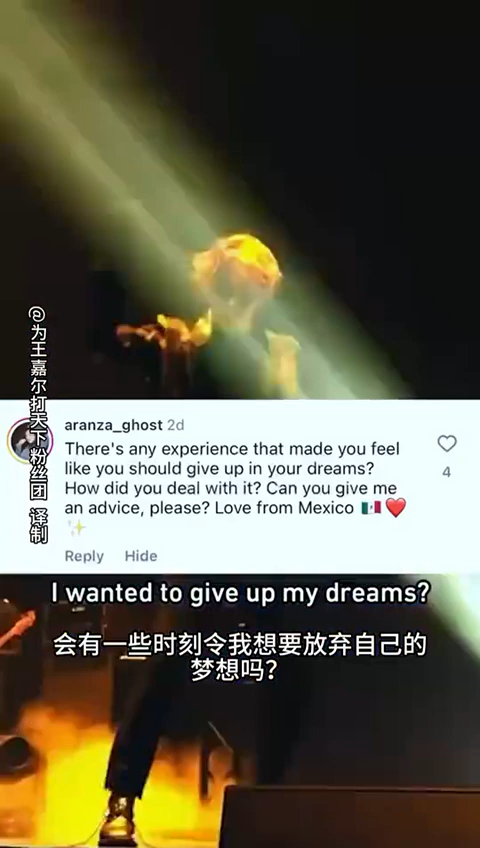 @为王嘉尔打天下粉丝团 译制
aranza_ghost 2d
There's any experience that made you feel
like you should give up in your dreams?
How did you deal with it? Can you give me
an advice, please? Love from Mexico 🇲🇽❤️
✨
4
Reply Hide
I wanted to give up my dreams?
会有一些时刻令我想要放弃自己的
梦想吗?